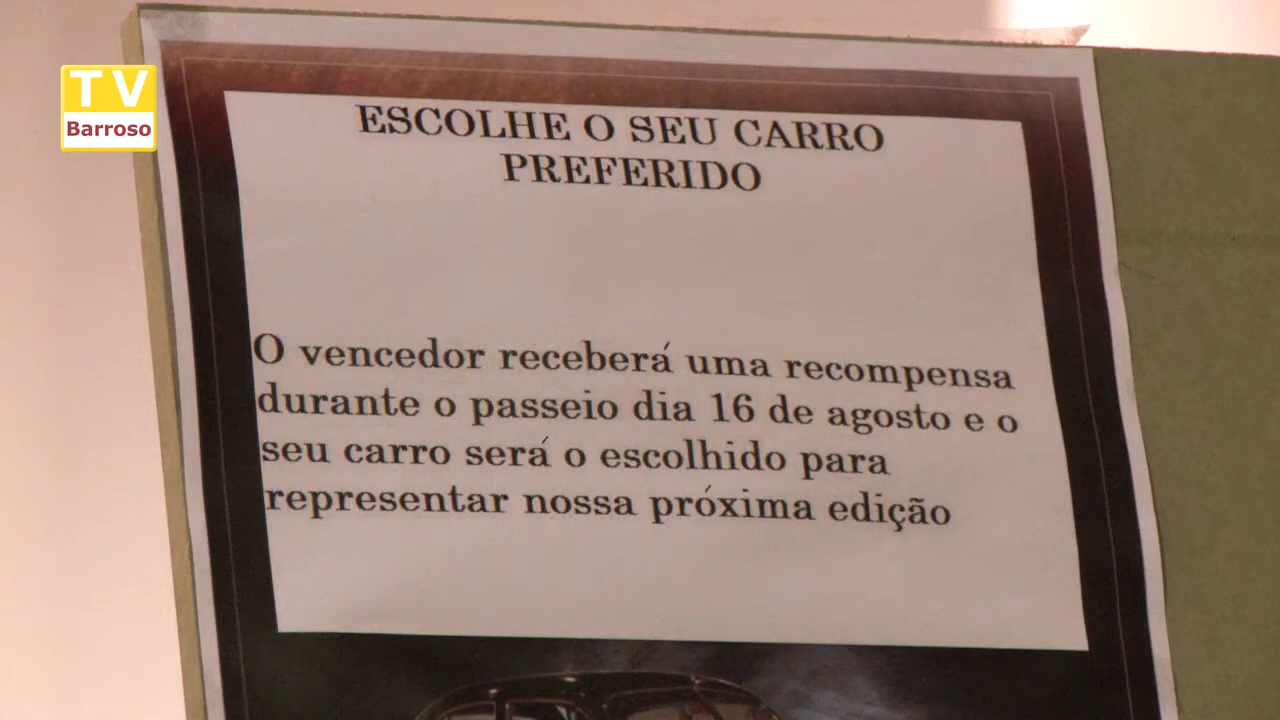 TV
Barroso
ESCOLHE O SEU CARRO
PREFERIDO
O vencedor receberá uma recompensa
durante o passeio dia 16 de agosto e o
seu carro será o escolhido para
representar nossa próxima edição